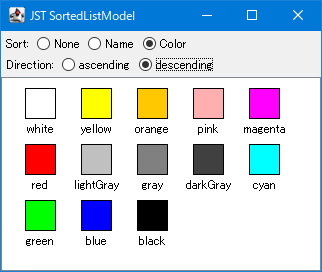 JST SortedListModel
Sort: None Name Color
Direction: ascending descending
white yellow orange pink magenta
red lightGray gray darkGray cyan
green blue black